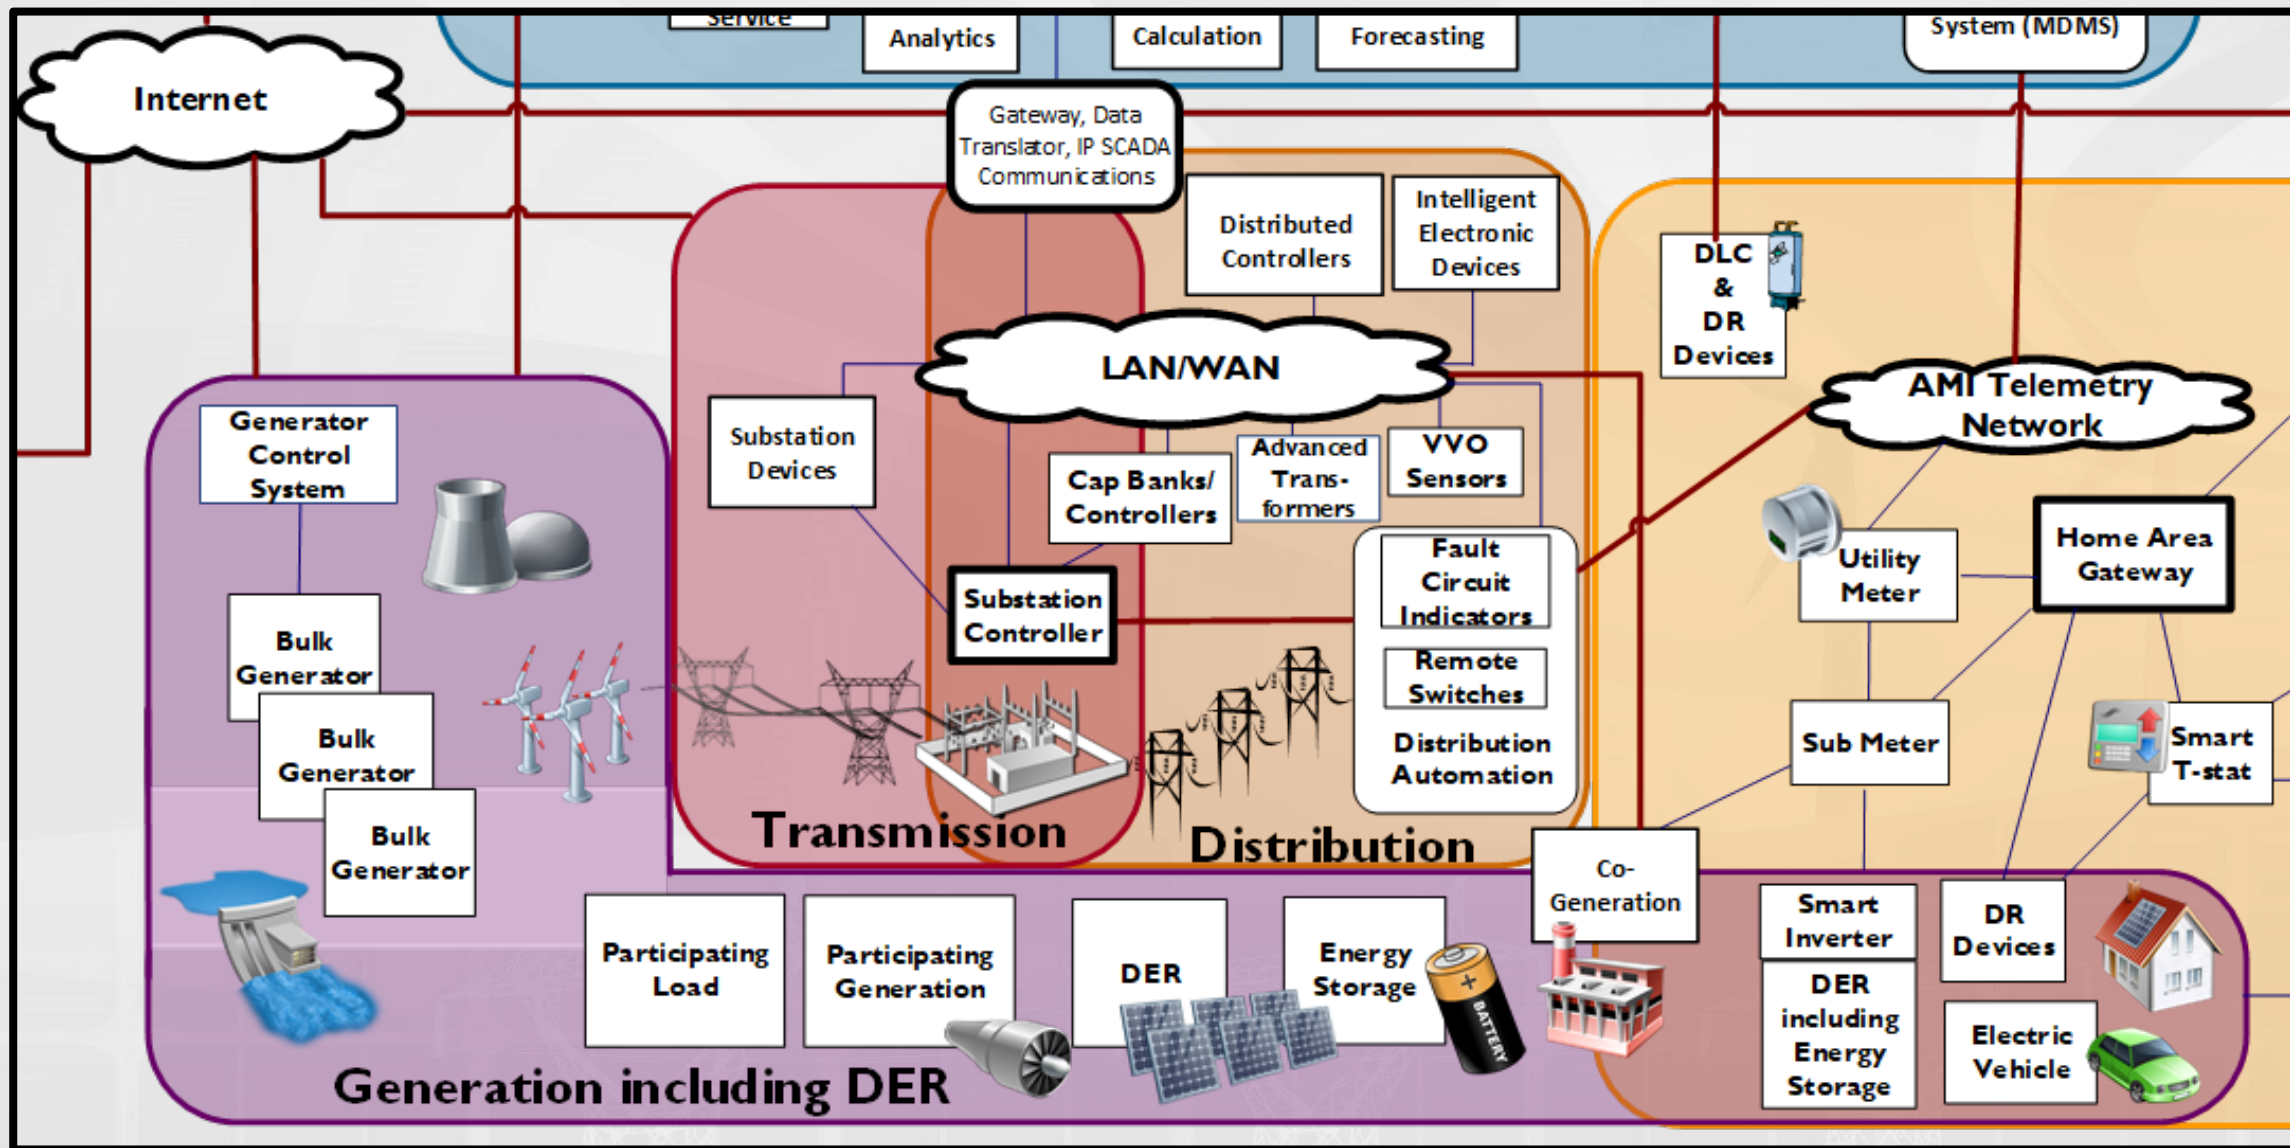 Service
Analytics
Calculation
Forecasting
System (MDMS)
Internet
Gateway, Data
Translator, IP SCADA
Communications
Distributed
Controllers
Intelligent
Electronic
Devices
DLC
&
DR
Devices
LAN/WAN
AMI Telemetry
Network
Generator
Control
System
Substation
Devices
Cap Banks/
Controllers
Advanced
Trans-
formers
VVO
Sensors
Fault
Circuit
Indicators
Remote
Switches
Distribution
Automation
Substation
Controller
Utility
Meter
Home Area
Gateway
Sub Meter
Smart
T-stat
Bulk
Generator
Bulk
Generator
Bulk
Generator
Transmission
Distribution
Co-
Generation
Participating
Load
Participating
Generation
DER
Energy
Storage
BATTERY
Smart
Inverter
DER
including
Energy
Storage
DR
Devices
Electric
Vehicle
Generation including DER